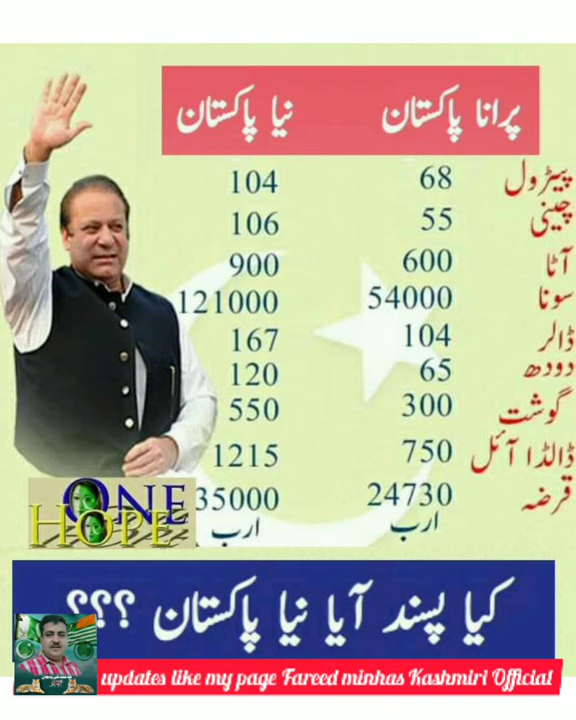 پرانا پاکستان نیا پاکستان
پیٹرول 68 104
چینی 55 106
آٹا 600 900
سونا 54000 121000
ڈالر 104 167
دودھ 65 120
گوشت 300 550
ڈالڈا آئل 750 1215
قرضہ 24730 35000
ارب ارب
ONE
HOPE
کیا پسند آیا نیا پاکستان ؟؟؟
updates like my page Fareed minhas Kashmiri Official